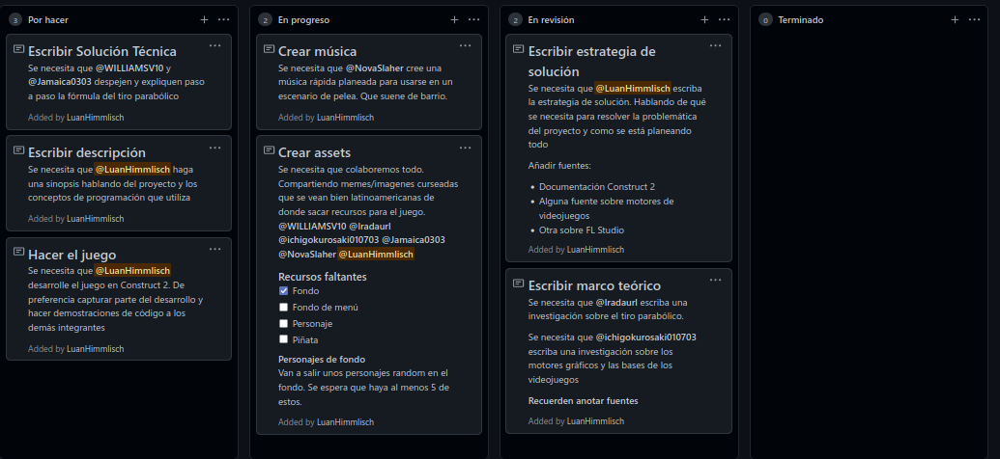 3 Por hacer
Escribir Solución Técnica
Se necesita que @WILLIAMSV10 y
@Jamaica0303 despejen y expliquen paso
a paso la fórmula del tiro parabólico
Added by LuanHimmlisch
Escribir descripción
Se necesita que @LuanHimmlisch haga
una sinopsis hablando del proyecto y los
conceptos de programación que utiliza
Added by LuanHimmlisch
Hacer el juego
Se necesita que @LuanHimmlisch
desarrolle el juego en Construct 2. De
preferencia capturar parte del desarrollo y
hacer demostraciones de código a los
demás integrantes
Added by LuanHimmlisch
2 En progreso
Crear música
Se necesita que @NovaSlaher cree una
música rápida planeada para usarse en un
escenario de pelea. Que suene de barrio.
Added by LuanHimmlisch
Crear assets
Se necesita que colaboremos todo.
Compartiendo memes/imagenes curseadas
que se vean bien latinoamericanas de
donde sacar recursos para el juego.
@WILLIAMSV10 @Iradaurl
@ichigokurosaki010703 @Jamaica0303
@NovaSlaher @LuanHimmlisch
Recursos faltantes
Fondo
Fondo de menú
Personaje
Piñata
Personajes de fondo
Van a salir unos personajes random en el
fondo. Se espera que haya al menos 5 de
estos.
Added by LuanHimmlisch
2 En revisión
Escribir estrategia de
solución
Se necesita que @LuanHimmlisch escriba
la estrategia de solución. Hablando de qué
se necesita para resolver la problemática
del proyecto y como se está planeando
todo
Añadir fuentes:
• Documentación Construct 2
• Alguna fuente sobre motores de
videojuegos
• Otra sobre FL Studio
Added by LuanHimmlisch
Escribir marco teórico
Se necesita que @Iradaurl escriba una
investigación sobre el tiro parabólico.
Se necesita que @ichigokurosaki010703
escriba una investigación sobre los
motores gráficos y las bases de los
videojuegos
Recuerden anotar fuentes
Added by LuanHimmlisch
0 Terminado